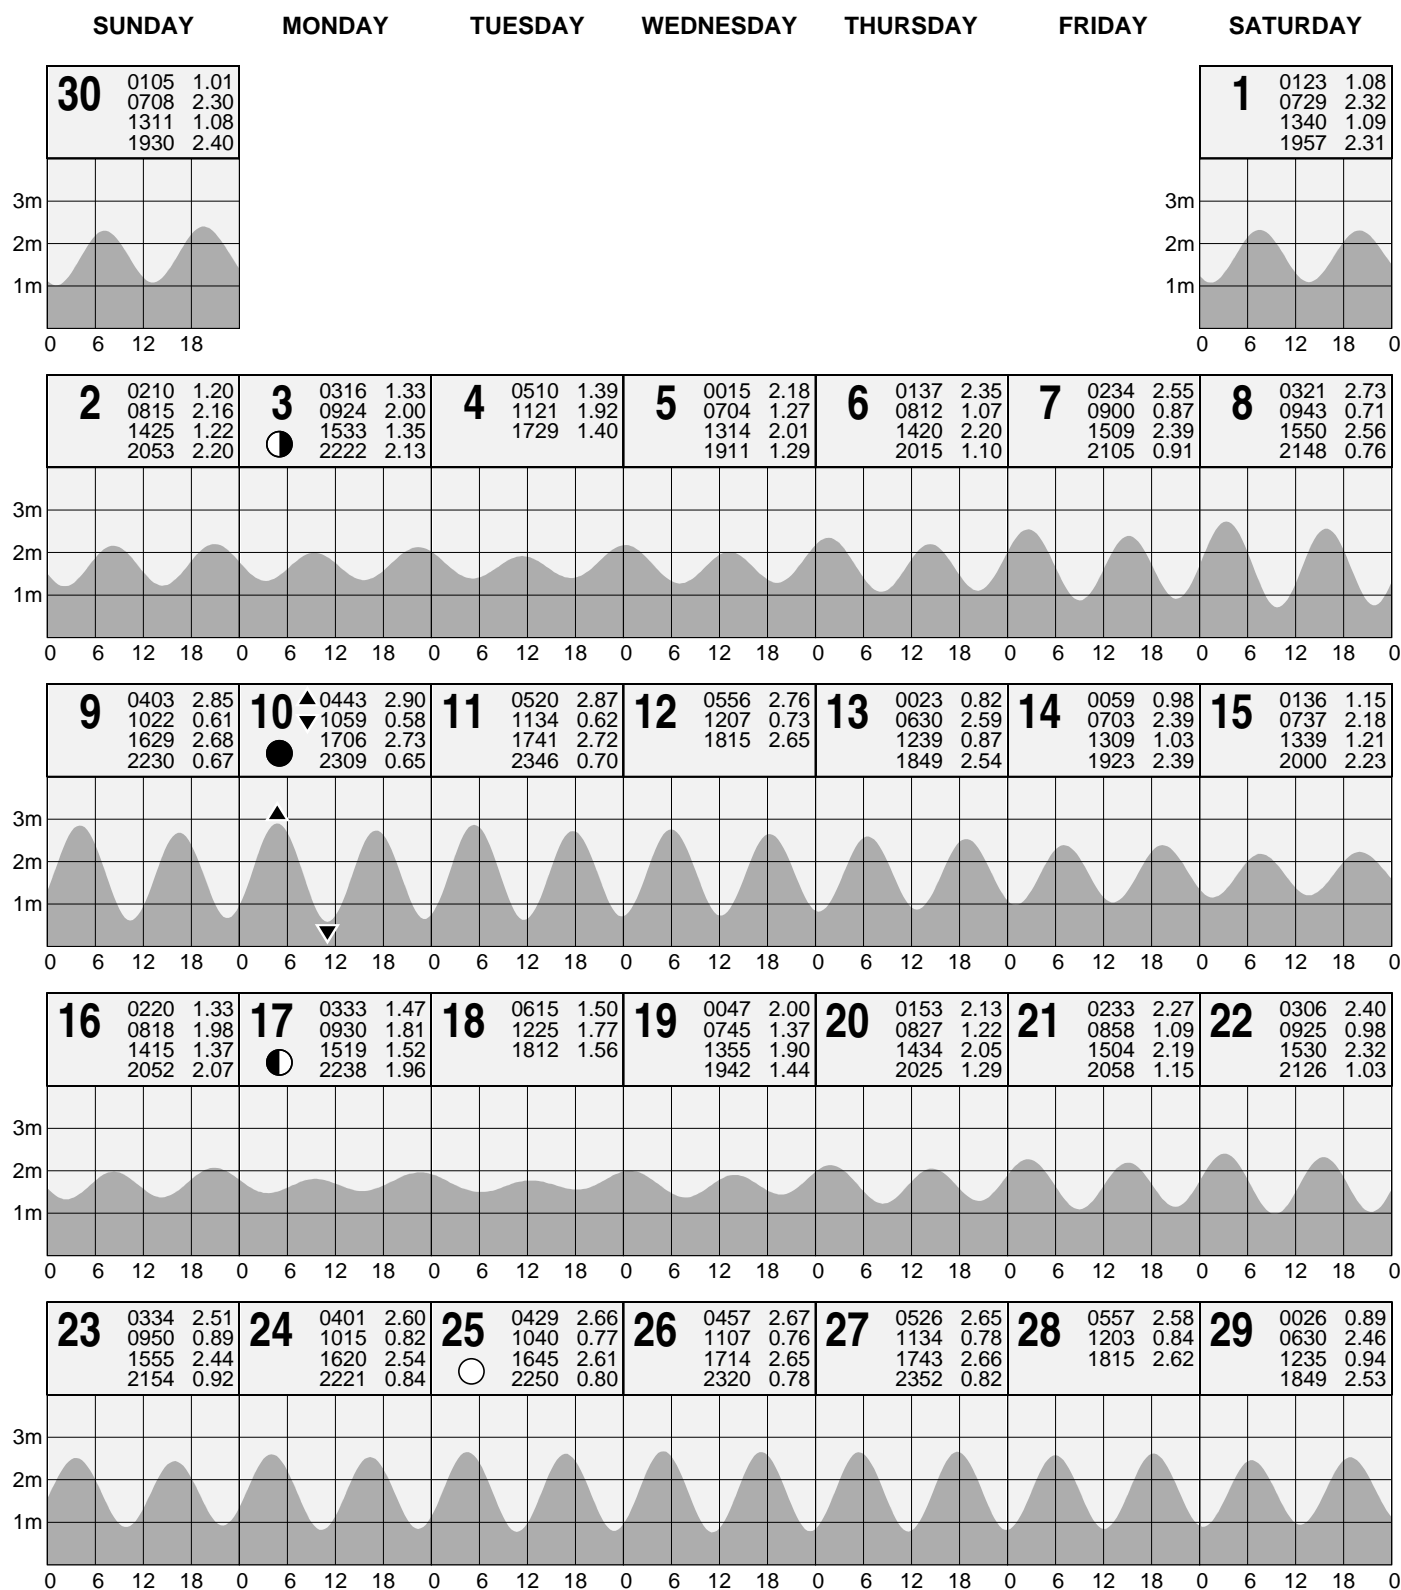 SUNDAY MONDAY TUESDAY WEDNESDAY THURSDAY FRIDAY SATURDAY
30 0105 1.01
0708 2.30
1311 1.08
1930 2.40
1 0123 1.08
0729 2.32
1340 1.09
1957 2.31
3m 3m
2m 2m
1m 1m
0 6 12 18 0 6 12 18 0
2 0210 1.20
0815 2.16
1425 1.22
2053 2.20
3 0316 1.33
0924 2.00
1533 1.35
2222 2.13
4 0510 1.39
1121 1.92
1729 1.40
5 0015 2.18
0704 1.27
1314 2.01
1911 1.29
6 0137 2.35
0812 1.07
1420 2.20
2015 1.10
7 0234 2.55
0900 0.87
1509 2.39
2105 0.91
8 0321 2.73
0943 0.71
1550 2.56
2148 0.76
3m
2m
1m
0 6 12 18 0 6 12 18 0 6 12 18 0 6 12 18 0 6 12 18 0 6 12 18 0 6 12 18 0
9 0403 2.85
1022 0.61
1629 2.68
2230 0.67
10 0443 2.90
1059 0.58
1706 2.73
2309 0.65
11 0520 2.87
1134 0.62
1741 2.72
2346 0.70
12 0556 2.76
1207 0.73
1815 2.65
13 0023 0.82
0630 2.59
1239 0.87
1849 2.54
14 0059 0.98
0703 2.39
1309 1.03
1923 2.39
15 0136 1.15
0737 2.18
1339 1.21
2000 2.23
3m
2m
1m
0 6 12 18 0 6 12 18 0 6 12 18 0 6 12 18 0 6 12 18 0 6 12 18 0 6 12 18 0
16 0220 1.33
0818 1.98
1415 1.37
2052 2.07
17 0333 1.47
0930 1.81
1519 1.52
2238 1.96
18 0615 1.50
1225 1.77
1812 1.56
19 0047 2.00
0745 1.37
1355 1.90
1942 1.44
20 0153 2.13
0827 1.22
1434 2.05
2025 1.29
21 0233 2.27
0858 1.09
1504 2.19
2058 1.15
22 0306 2.40
0925 0.98
1530 2.32
2126 1.03
3m
2m
1m
0 6 12 18 0 6 12 18 0 6 12 18 0 6 12 18 0 6 12 18 0 6 12 18 0 6 12 18 0
23 0334 2.51
0950 0.89
1555 2.44
2154 0.92
24 0401 2.60
1015 0.82
1620 2.54
2221 0.84
25 0429 2.66
1040 0.77
1645 2.61
2250 0.80
26 0457 2.67
1107 0.76
1714 2.65
2320 0.78
27 0526 2.65
1134 0.78
1743 2.66
2352 0.82
28 0557 2.58
1203 0.84
1815 2.62
29 0026 0.89
0630 2.46
1235 0.94
1849 2.53
3m
2m
1m
0 6 12 18 0 6 12 18 0 6 12 18 0 6 12 18 0 6 12 18 0 6 12 18 0 6 12 18 0